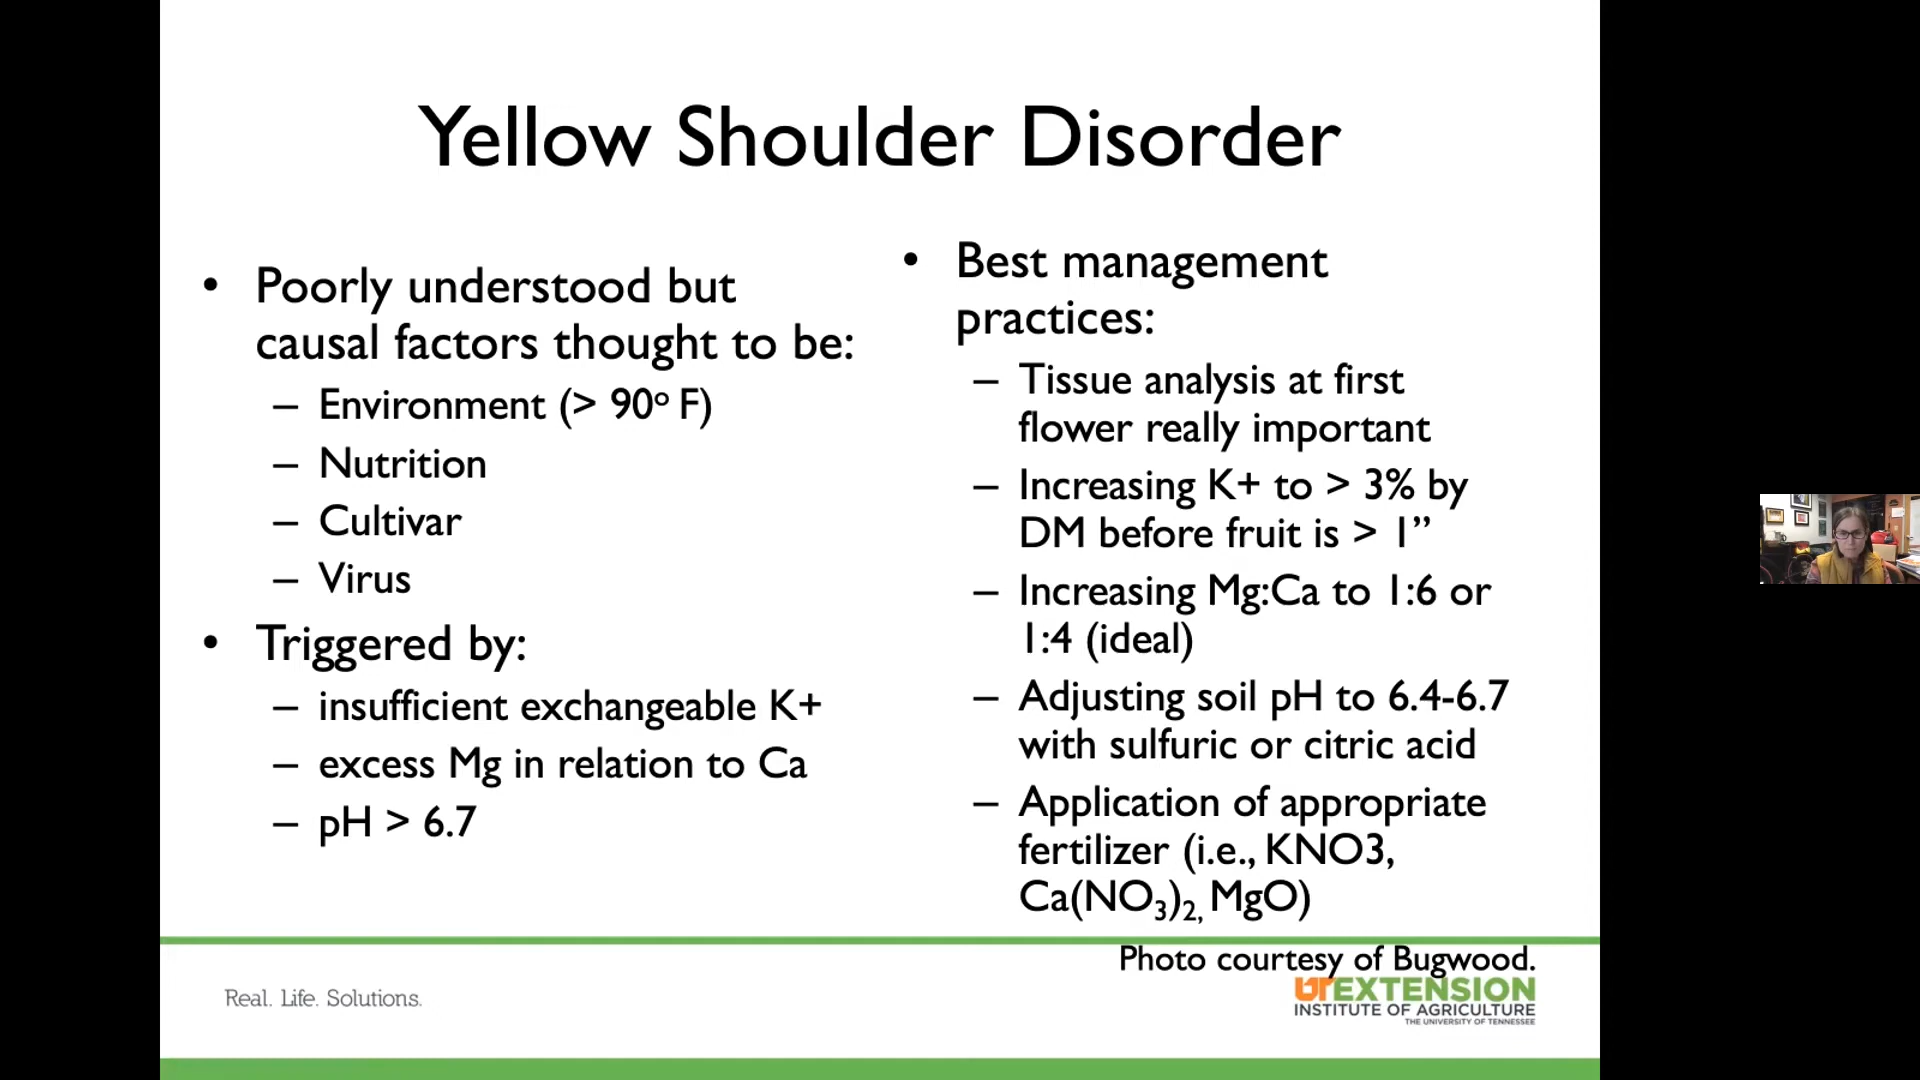 Yellow Shoulder Disorder
• Poorly understood but
causal factors thought to be:
– Environment (> 90º F)
– Nutrition
– Cultivar
– Virus
• Triggered by:
– insufficient exchangeable K+
– excess Mg in relation to Ca
– pH > 6.7
• Best management
practices:
– Tissue analysis at first
flower really important
– Increasing K+ to > 3% by
DM before fruit is > 1”
– Increasing Mg:Ca to 1:6 or
1:4 (ideal)
– Adjusting soil pH to 6.4-6.7
with sulfuric or citric acid
– Application of appropriate
fertilizer (i.e., KNO3,
Ca(NO₃)₂, MgO)
Photo courtesy of Bugwood.
Real. Life. Solutions.
UTEXTENSION
INSTITUTE OF AGRICULTURE
THE UNIVERSITY OF TENNESSEE